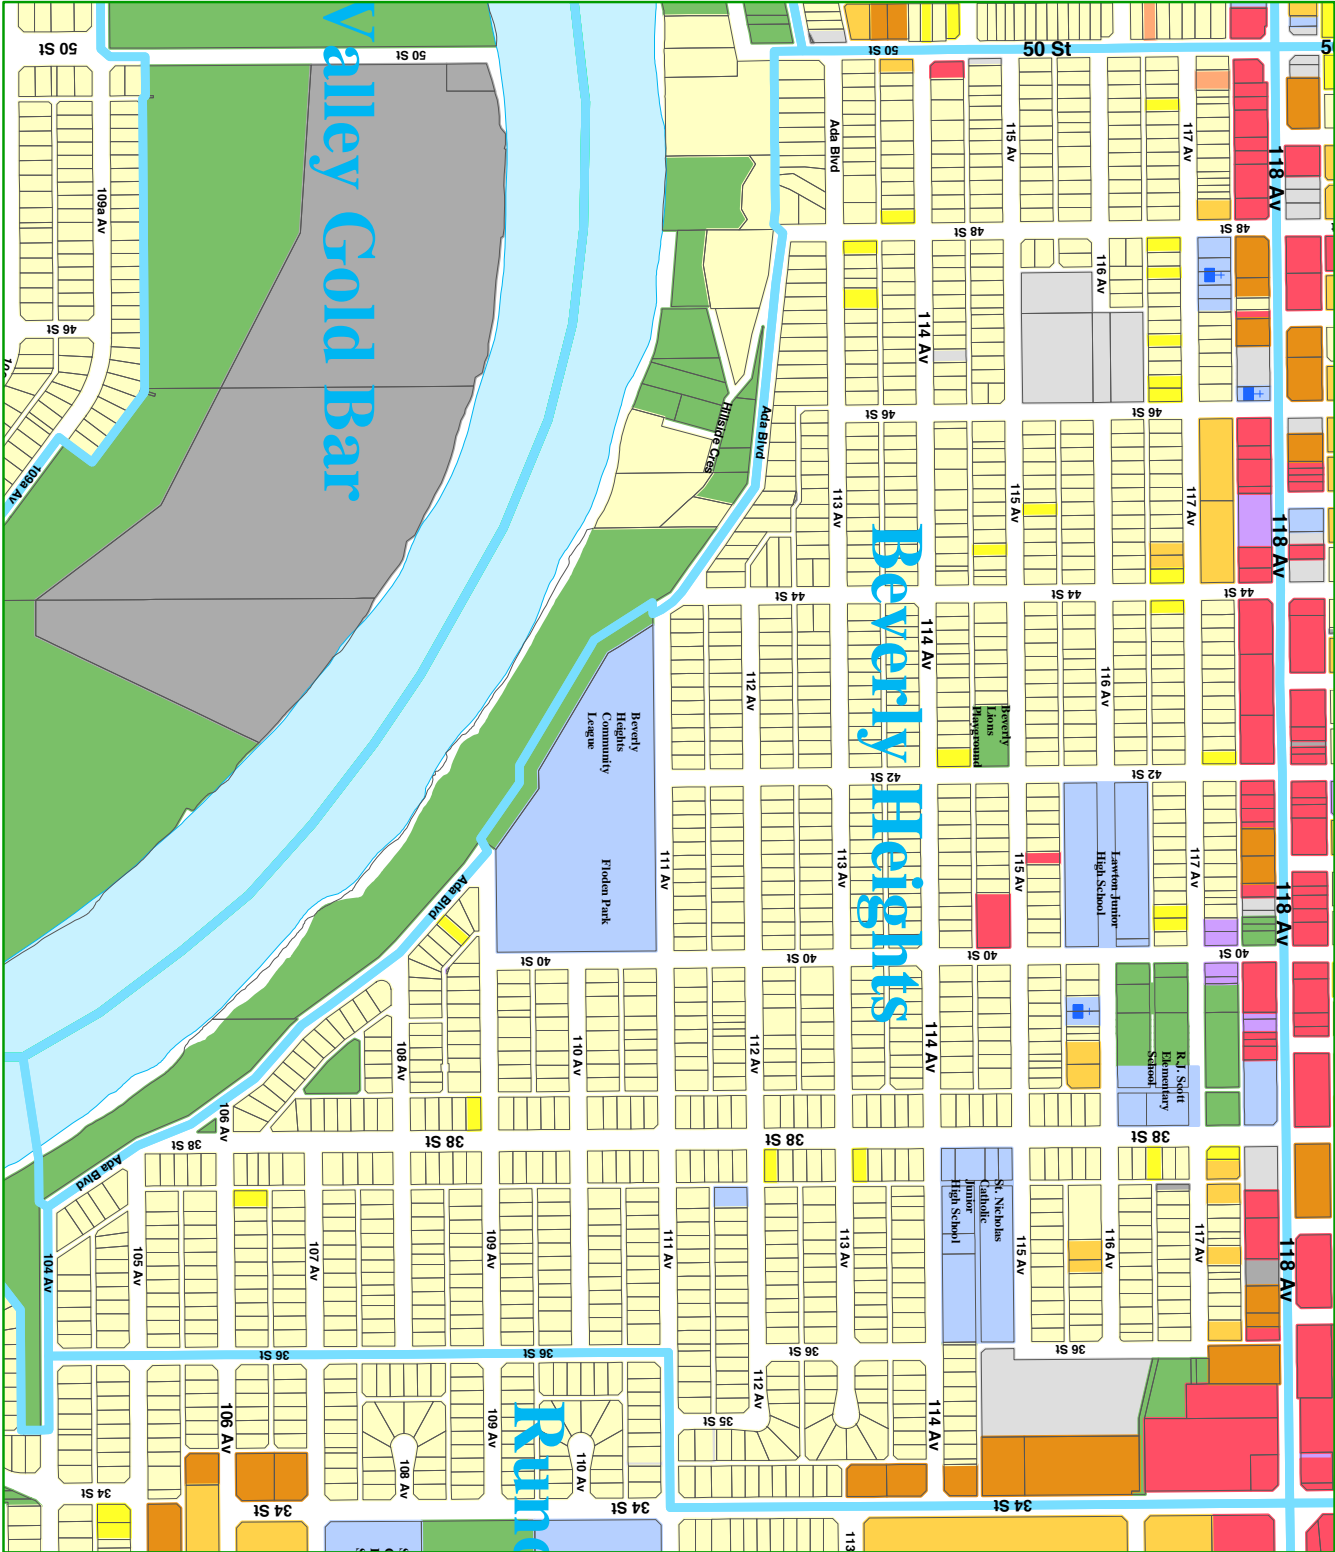 50 St
50 St
50 St
50 St
Valley Gold Bar
109a Av
46 St
109a Av
Ada Blvd
115 Av
117 Av
118 Av
48 St
48 St
116 Av
114 Av
46 St
46 St
Hillside Cres
Ada Blvd
113 Av
115 Av
117 Av
118 Av
Beverly Heights
44 St
44 St
44 St
114 Av
112 Av
116 Av
Beverly
Lions
Playground
Beverly
Heights
Community
League
42 St
42 St
Floden Park
111 Av
113 Av
115 Av
Lawton Junior
High School
117 Av
118 Av
Ada Blvd
40 St
40 St
40 St
40 St
108 Av
110 Av
112 Av
114 Av
R.J. Scott
Elementary
School
106 Av
38 St
38 St
38 St
38 St
Ada Blvd
St. Nicholas
Catholic
Junior
High School
104 Av
105 Av
107 Av
109 Av
111 Av
113 Av
115 Av
116 Av
117 Av
118 Av
36 St
36 St
36 St
36 St
106 Av
108 Av
109 Av
110 Av
112 Av
114 Av
35 St
34 St
34 St
34 St
34 St
Rund
113